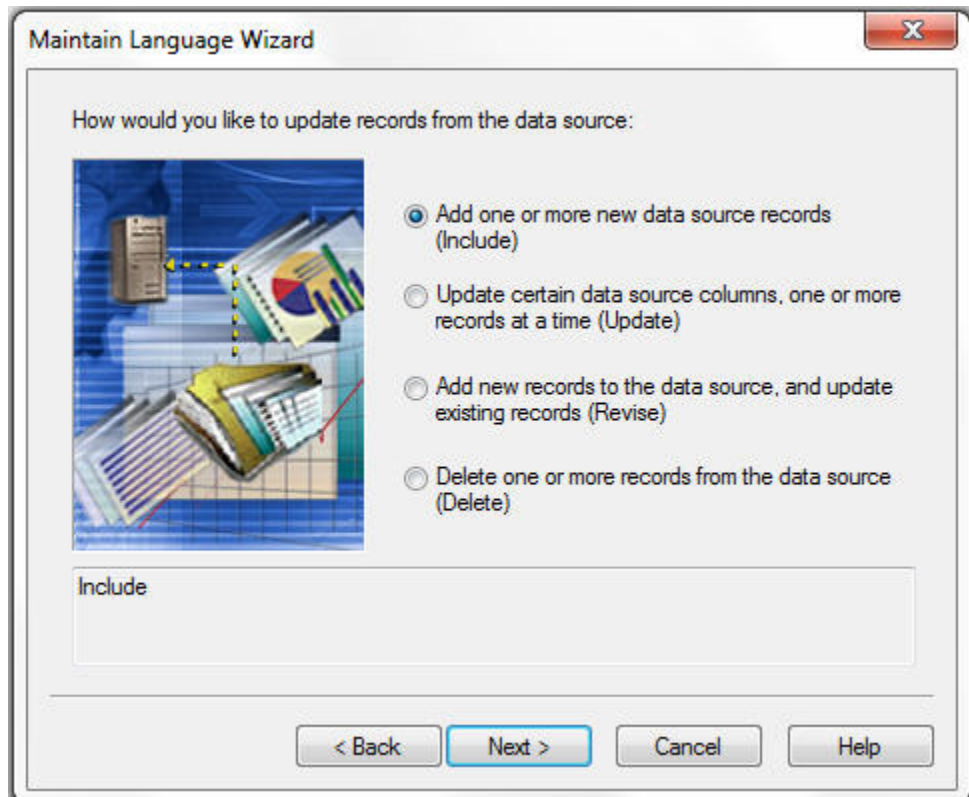 Maintain Language Wizard
How would you like to update records from the data source:
Add one or more new data source records
(Include)
Update certain data source columns, one or more
records at a time (Update)
Add new records to the data source, and update
existing records (Revise)
Delete one or more records from the data source
(Delete)
Include
< Back Next > Cancel Help